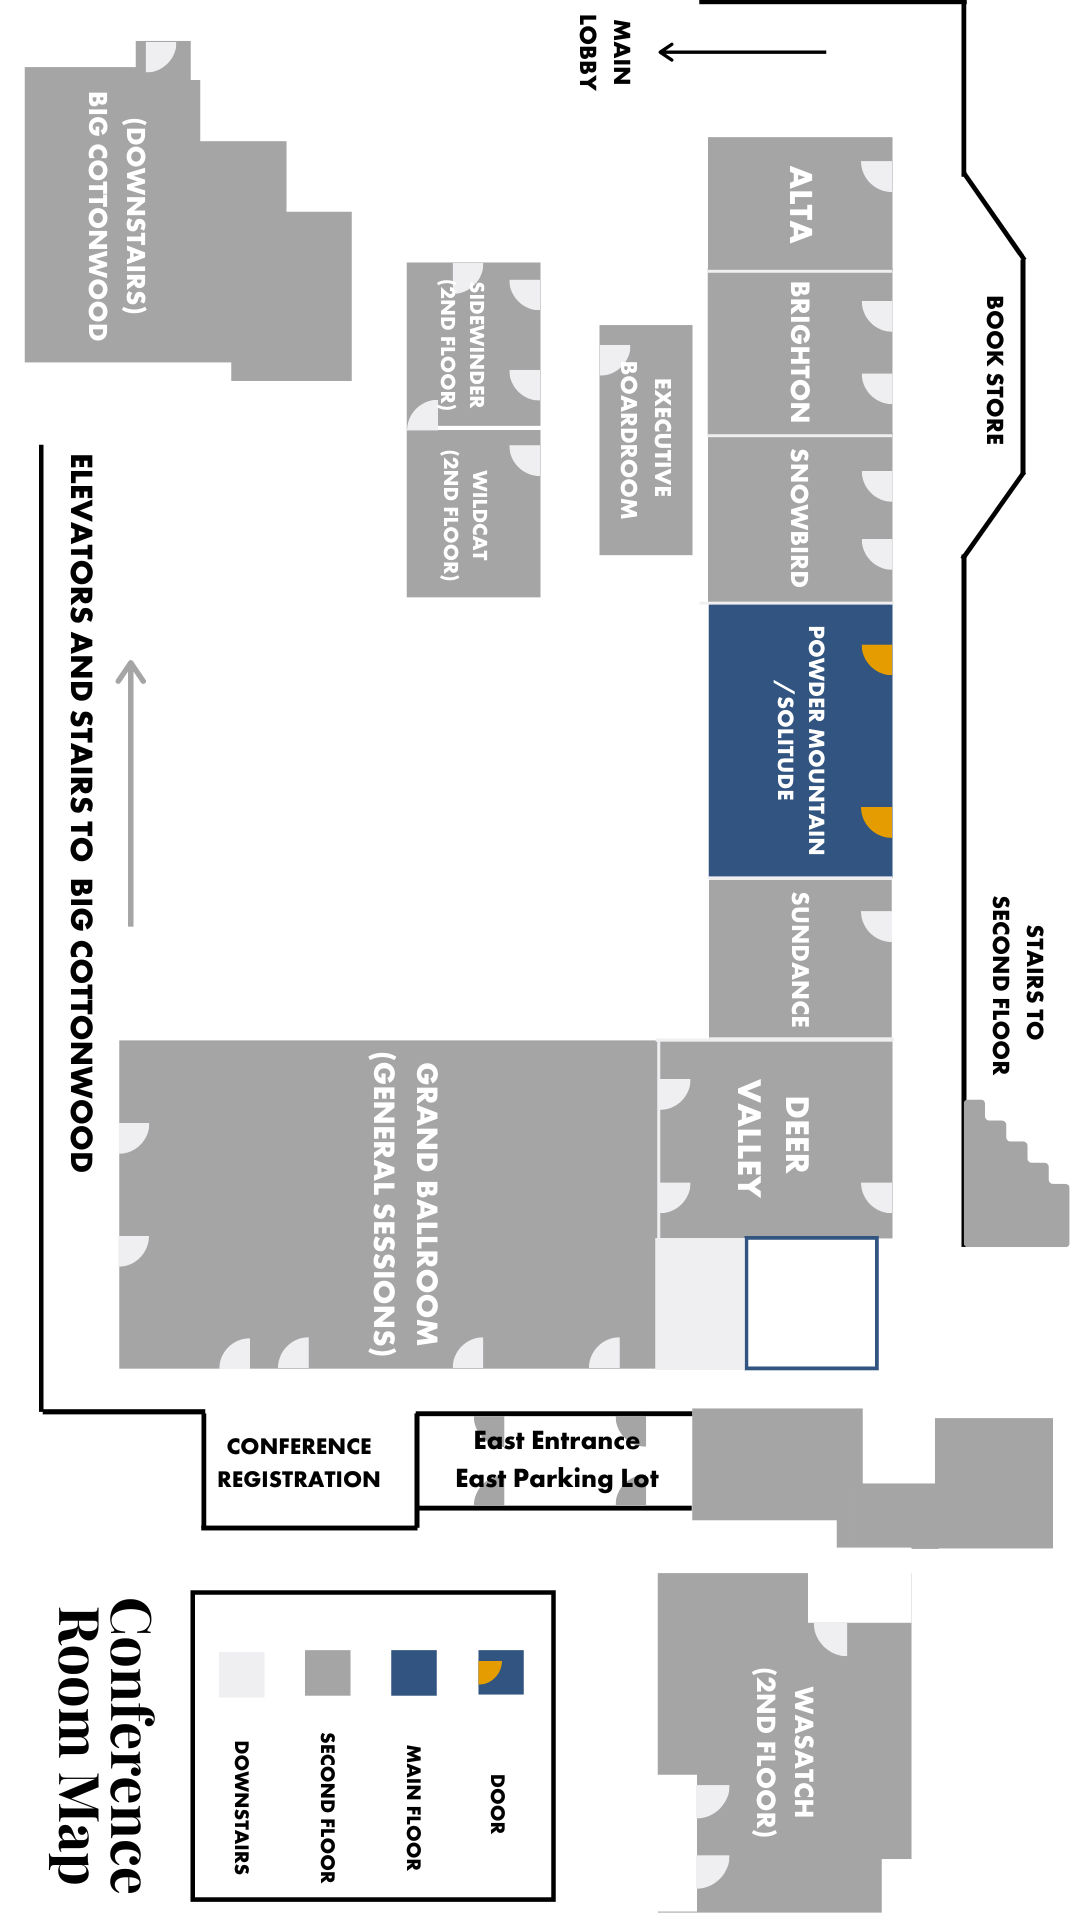 MAIN
LOBBY
(DOWNSTAIRS)
BIG COTTONWOOD
ALTA
BRIGHTON
SNOWBIRD
POWDER MOUNTAIN
/SOLITUDE
SUNDANCE
DEER
VALLEY
BOOK STORE
STAIRS TO
SECOND FLOOR
SIDEWINDER
(2ND FLOOR)
WILDCAT
(2ND FLOOR)
EXECUTIVE
BOARDROOM
ELEVATORS AND STAIRS TO BIG COTTONWOOD
GRAND BALLROOM
(GENERAL SESSIONS)
CONFERENCE
REGISTRATION
East Entrance
East Parking Lot
WASATCH
(2ND FLOOR)
DOOR
MAIN FLOOR
SECOND FLOOR
DOWNSTAIRS
Conference
Room Map